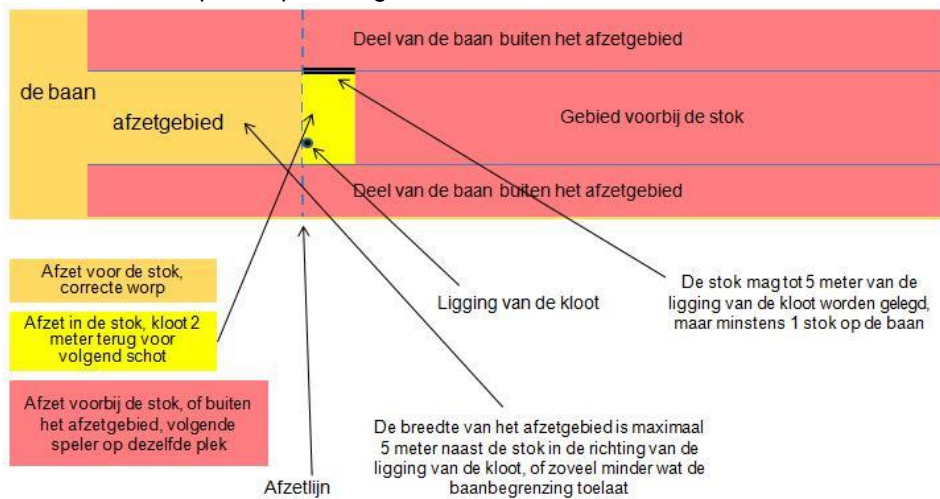 Deel van de baan buiten het afzetgebied
de baan
afzetgebied
Gebied voorbij de stok
Deel van de baan buiten het afzetgebied
Afzet voor de stok,
correcte worp
Afzet in de stok, kloot 2
meter terug voor
volgend schot
Afzet voorbij de stok, of buiten
het afzetgebied, volgende
speler op dezelfde plek
Ligging van de kloot
De stok mag tot 5 meter van de
ligging van de kloot worden gelegd,
maar minstens 1 stok op de baan
De breedte van het afzetgebied is maximaal
5 meter naast de stok in de richting van
de ligging van de kloot, of zoveel minder wat de
baanbegrenzing toelaat
Afzetlijn